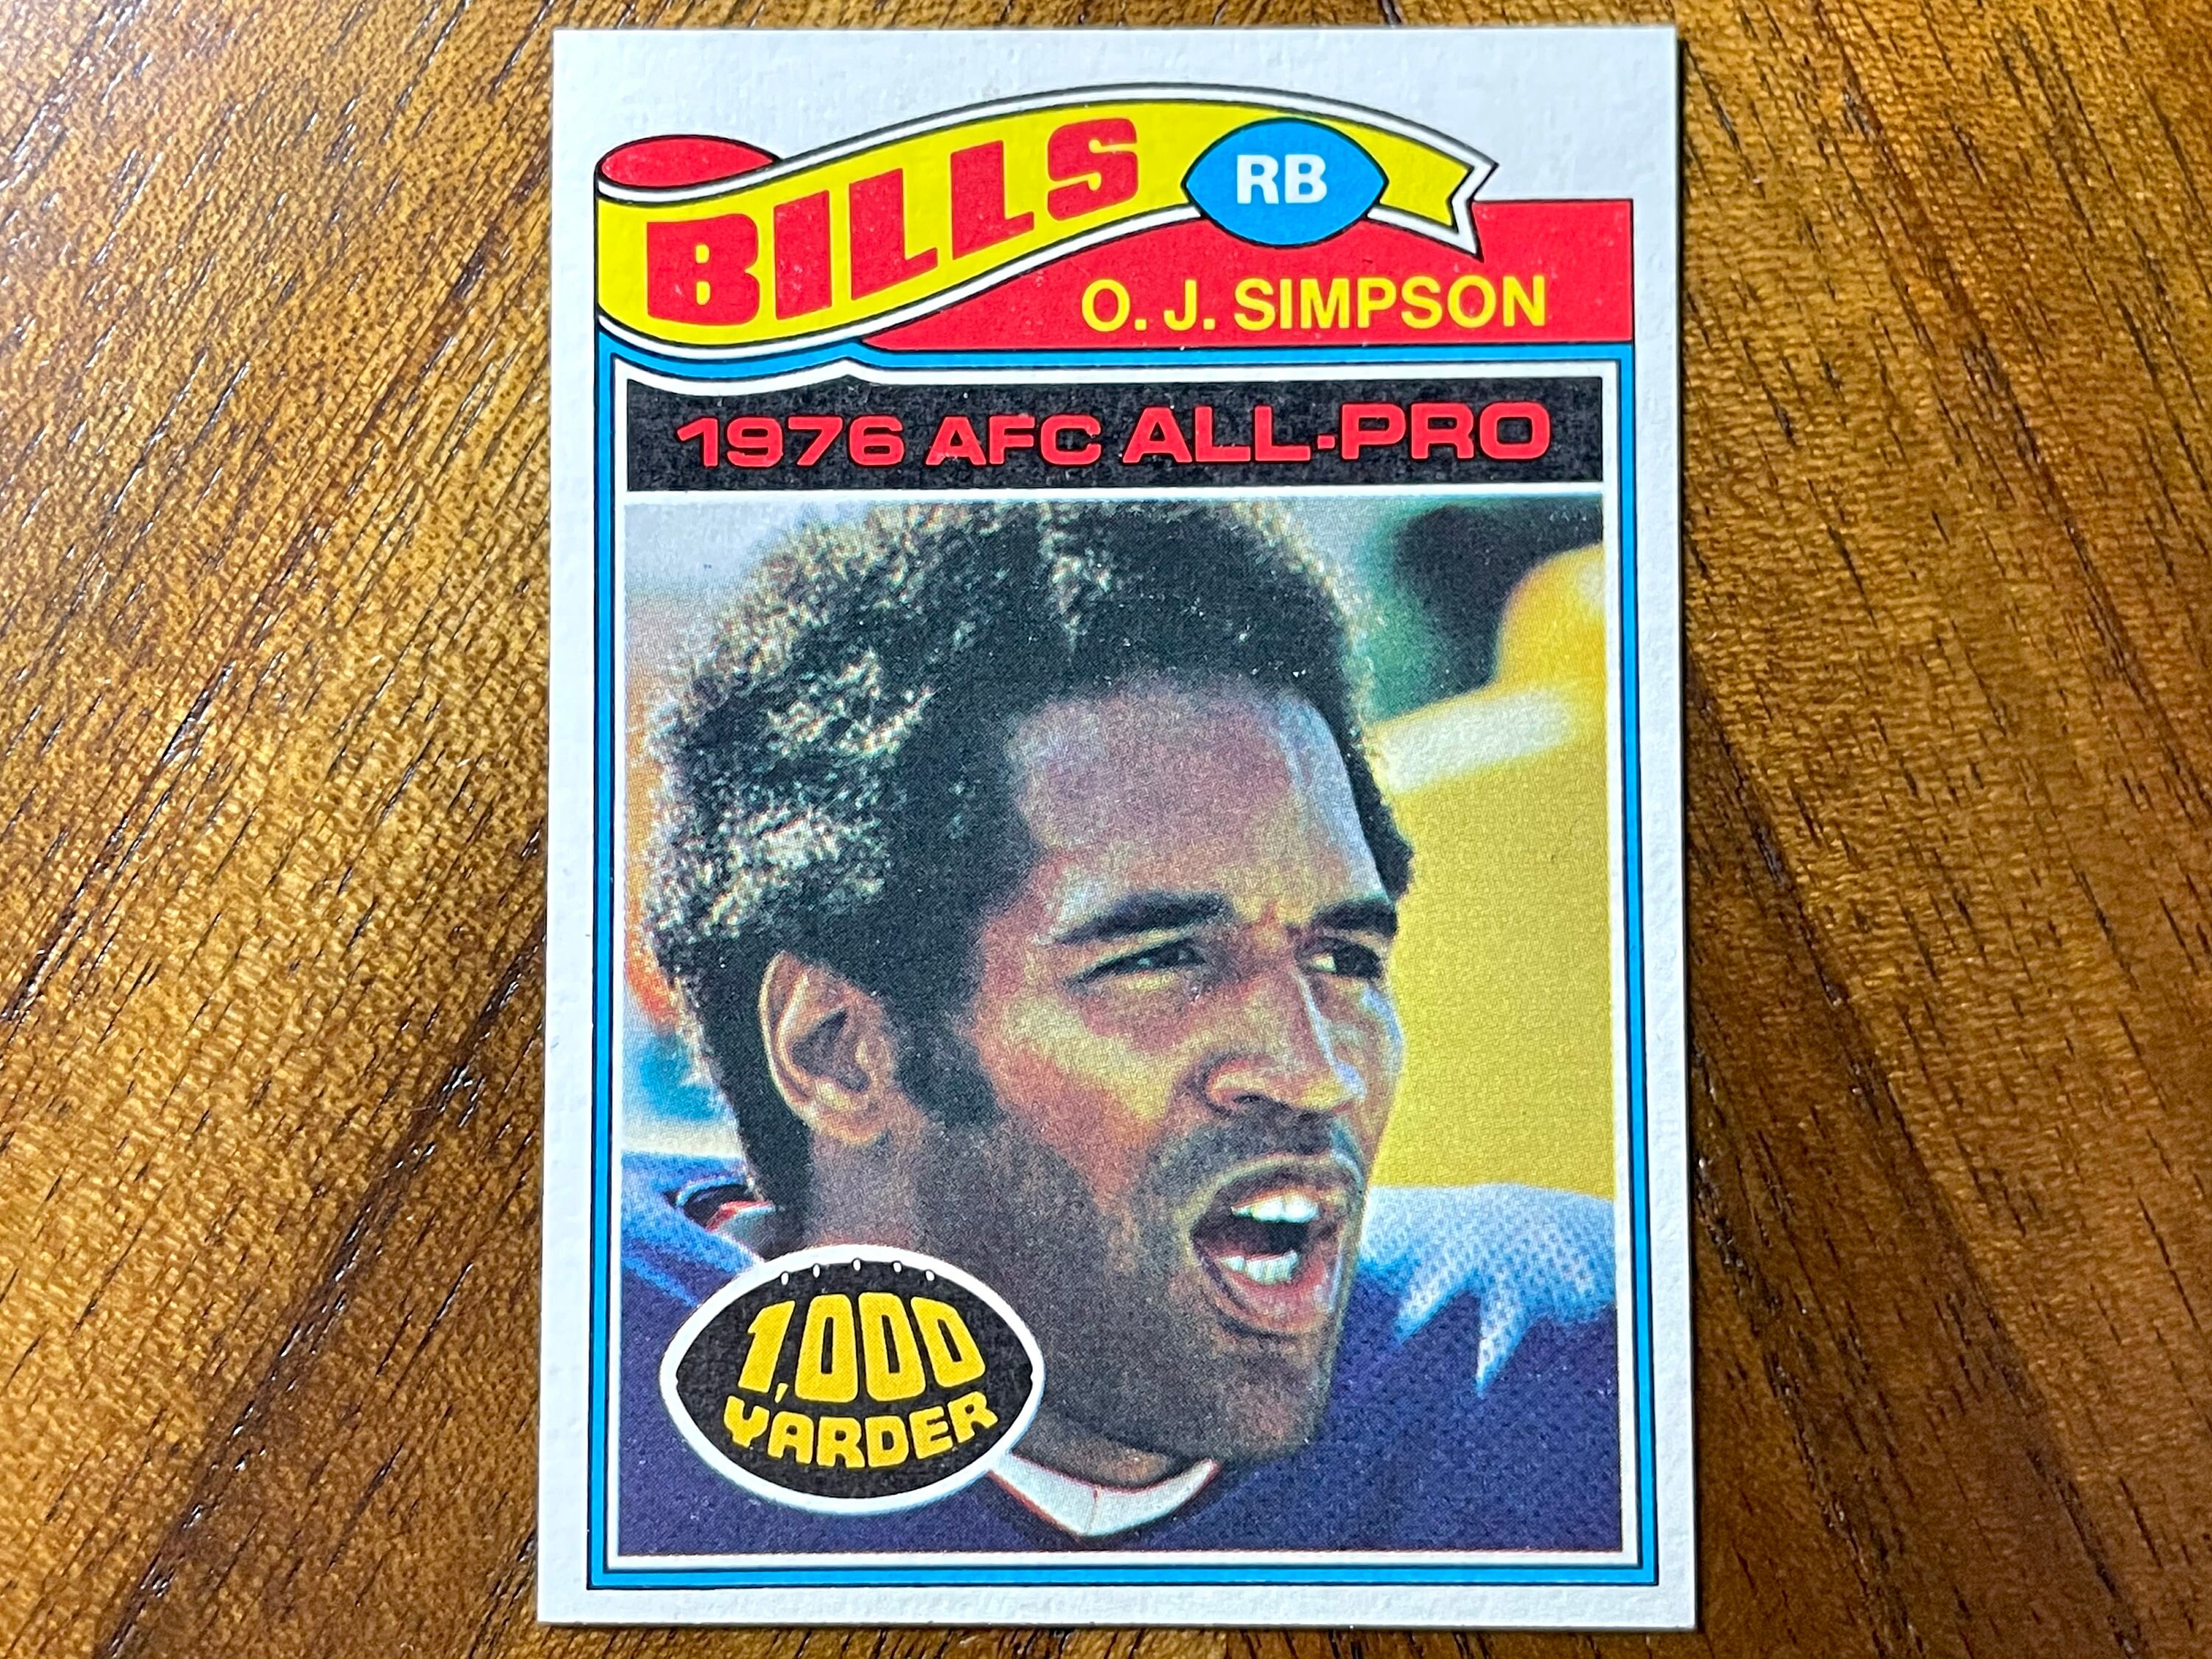 BILLS
RB
O. J. SIMPSON
1976 AFC ALL-PRO
1,000
YARDER